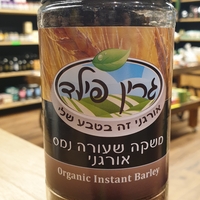 גרין פילד
אורגני זה בטבע שלי
משקה שעורה נמס
אורגני
Organic Instant Barley